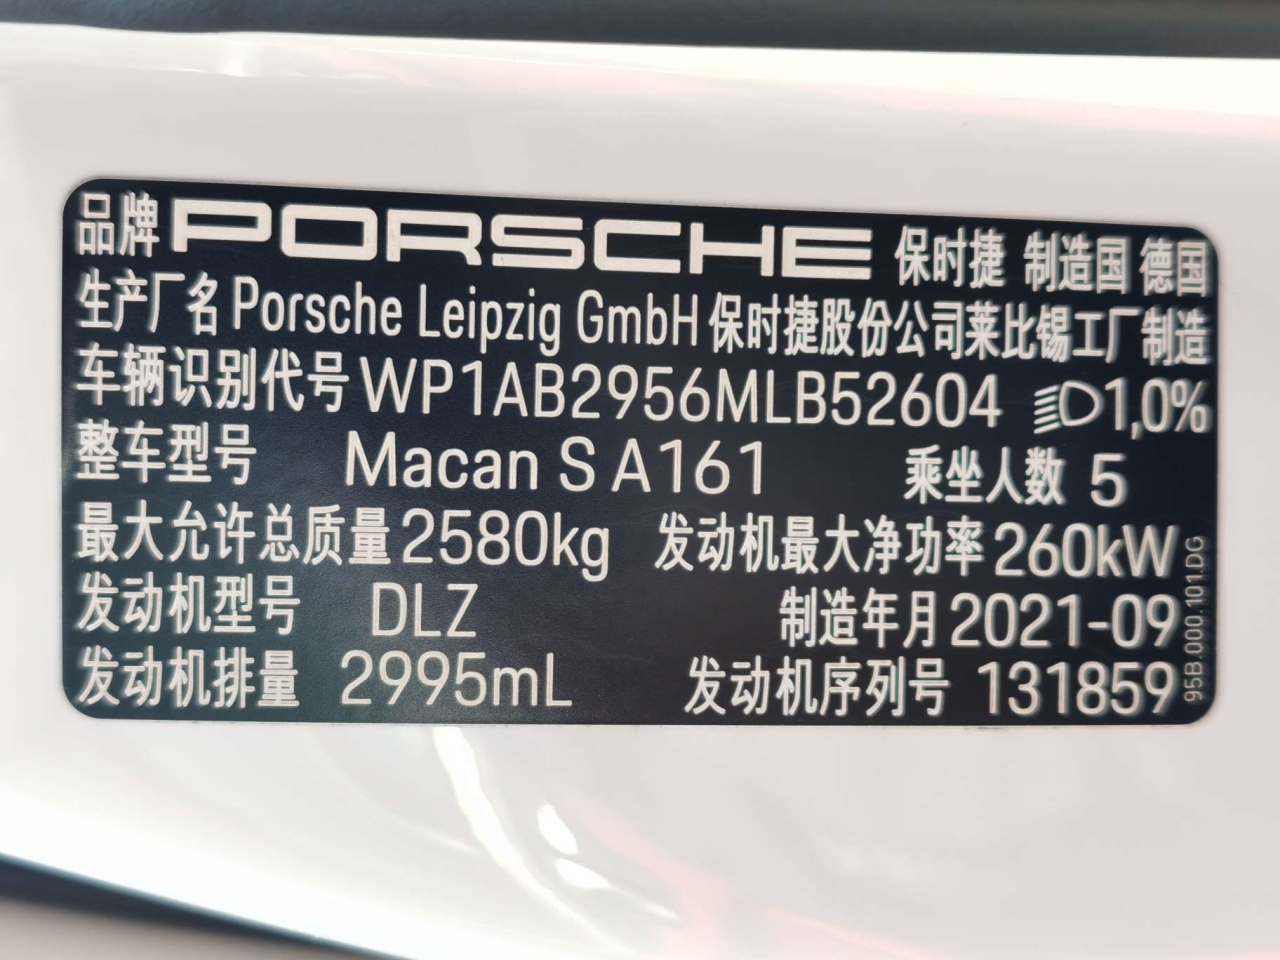 品牌 PORSCHE 保时捷 制造国 德国
生产厂名 Porsche Leipzig GmbH 保时捷股份公司莱比锡工厂制造
车辆识别代号 WP1AB2956MLB52604 1,0%
整车型号 Macan S A161 乘坐人数 5
最大允许总质量 2580kg 发动机最大净功率 260kW
发动机型号 DLZ 制造年月 2021-09
发动机排量 2995mL 发动机序列号 131859
95B.000.101.DG